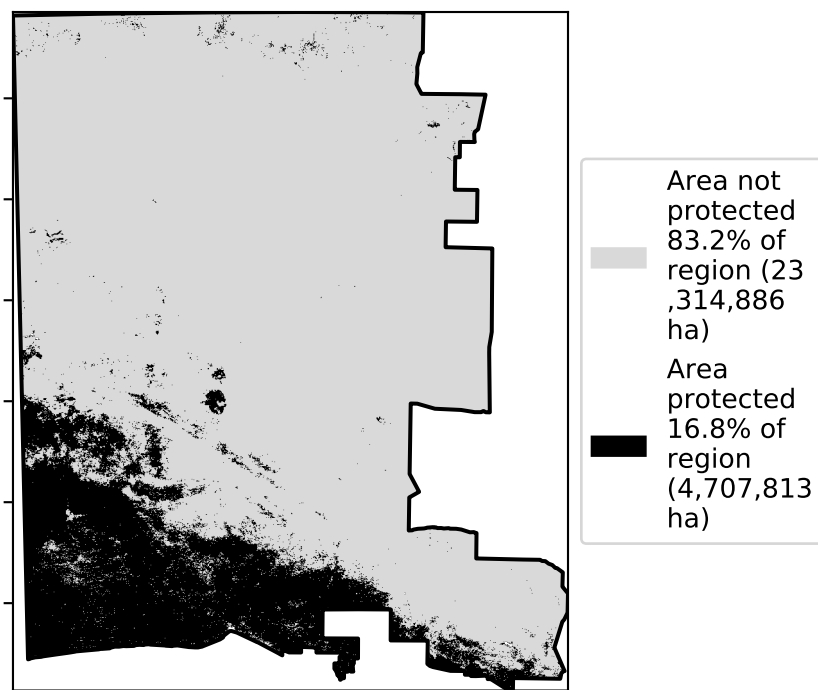 Area not
protected
83.2% of
region (23
,314,886
ha)
Area
protected
16.8% of
region
(4,707,813
ha)